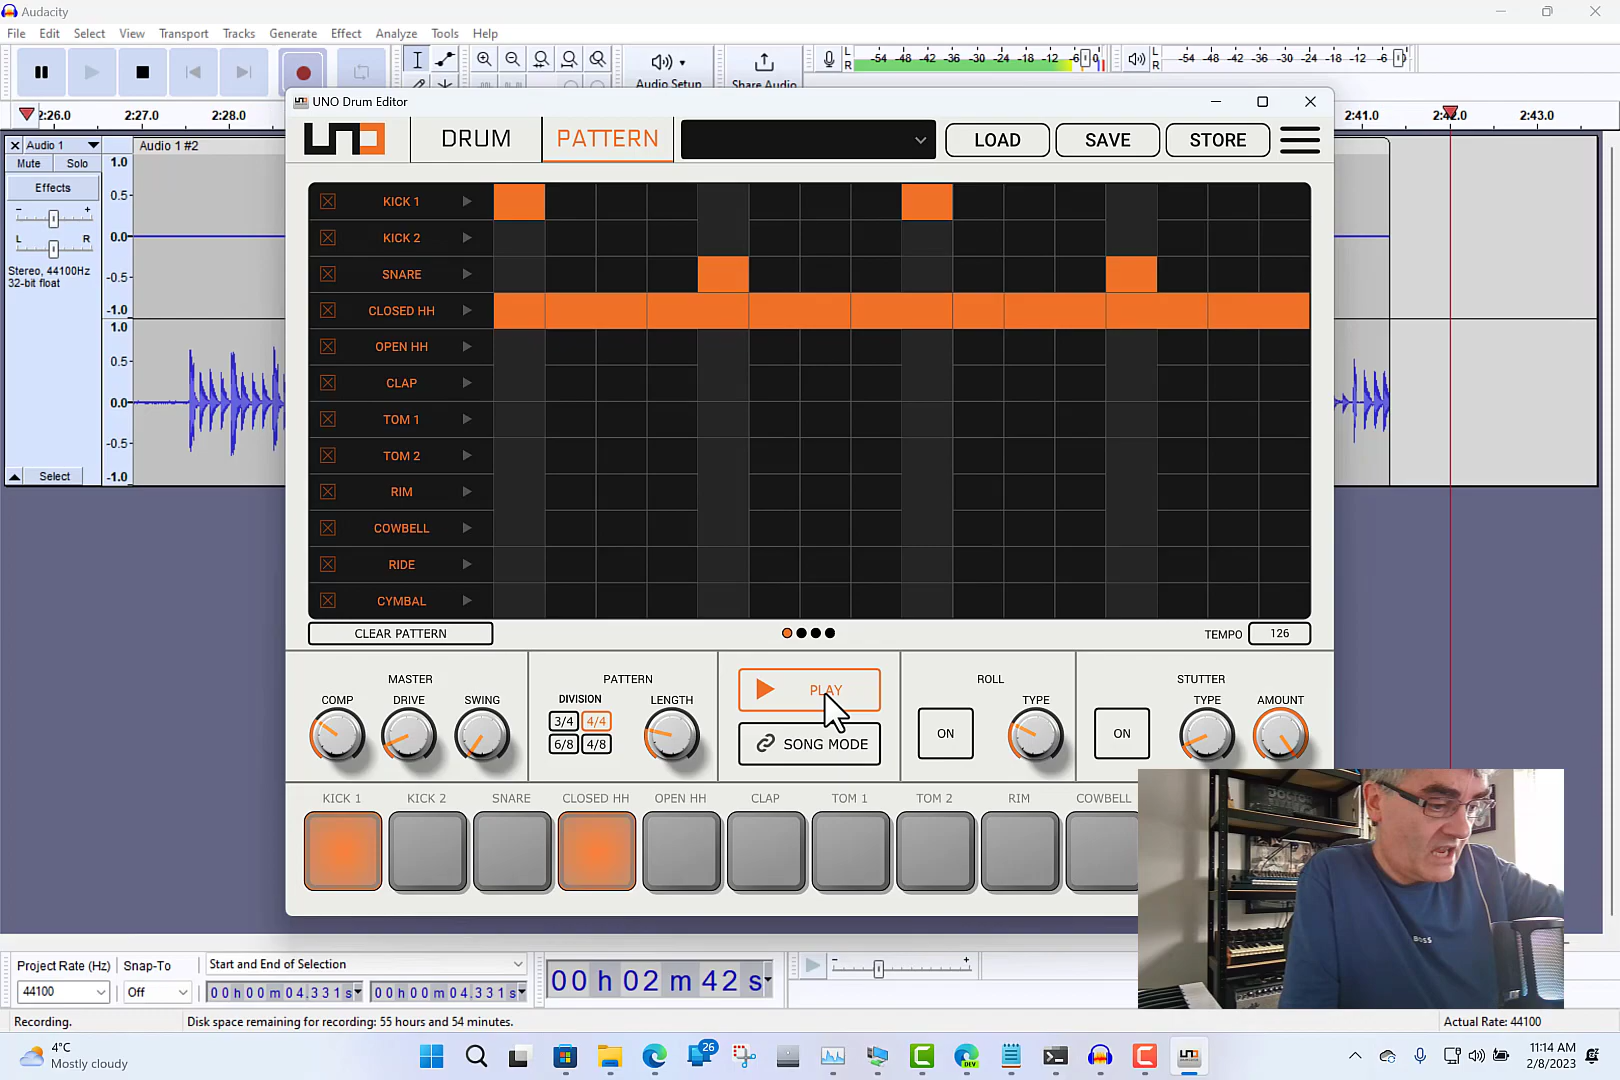 Audacity
File Edit Select View Transport Tracks Generate Effect Analyze Tools Help
L R -54 -48 -42 -36 -30 -24 -18 -12 -6 0
L R -54 -48 -42 -36 -30 -24 -18 -12 -6 0
Audio Setup
Share Audio
2:26.0 2:27.0 2:28.0 2:41.0 2:42.0 2:43.0
UNO Drum Editor
UNO DRUM PATTERN LOAD SAVE STORE
Audio 1
Audio 1 #2
Mute Solo
Effects
- +
L R
Stereo, 44100Hz
32-bit float
Select
1.0
0.5
0.0
-0.5
-1.0
1.0
0.5
0.0
-0.5
-1.0
KICK 1
KICK 2
SNARE
CLOSED HH
OPEN HH
CLAP
TOM 1
TOM 2
RIM
COWBELL
RIDE
CYMBAL
CLEAR PATTERN
TEMPO 126
MASTER
COMP DRIVE SWING
PATTERN
DIVISION LENGTH
3/4 4/4
6/8 4/8
PLAY
SONG MODE
ROLL
ON TYPE
STUTTER
ON TYPE AMOUNT
KICK 1 KICK 2 SNARE CLOSED HH OPEN HH CLAP TOM 1 TOM 2 RIM COWBELL
BOSS
Project Rate (Hz) Snap-To Start and End of Selection
44100 Off 00 h 00 m 04.331 s 00 h 00 m 04.331 s
00 h 02 m 42 s
- +
Recording. Disk space remaining for recording: 55 hours and 54 minutes. Actual Rate: 44100
4°C
Mostly cloudy
26
DEV
11:14 AM
2/8/2023